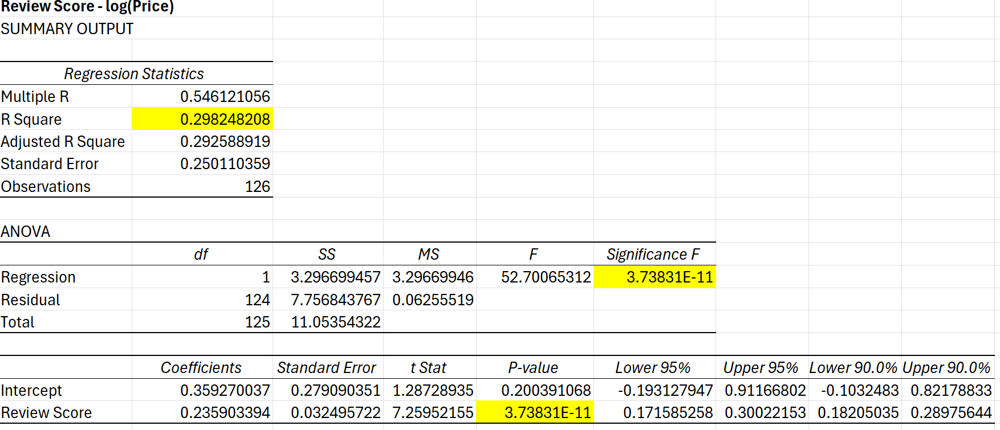 Review Score - log(Price)
SUMMARY OUTPUT
Regression Statistics
Multiple R 0.546121056
R Square 0.298248208
Adjusted R Square 0.292588919
Standard Error 0.250110359
Observations 126
ANOVA
df SS MS F Significance F
Regression 1 3.296699457 3.29669946 52.70065312 3.73831E-11
Residual 124 7.756843767 0.06255519
Total 125 11.05354322
Coefficients Standard Error t Stat P-value Lower 95% Upper 95% Lower 90.0% Upper 90.0%
Intercept 0.359270037 0.279090351 1.28728935 0.200391068 -0.193127947 0.91166802 -0.1032483 0.82178833
Review Score 0.235903394 0.032495722 7.25952155 3.73831E-11 0.171585258 0.30022153 0.18205035 0.28975644